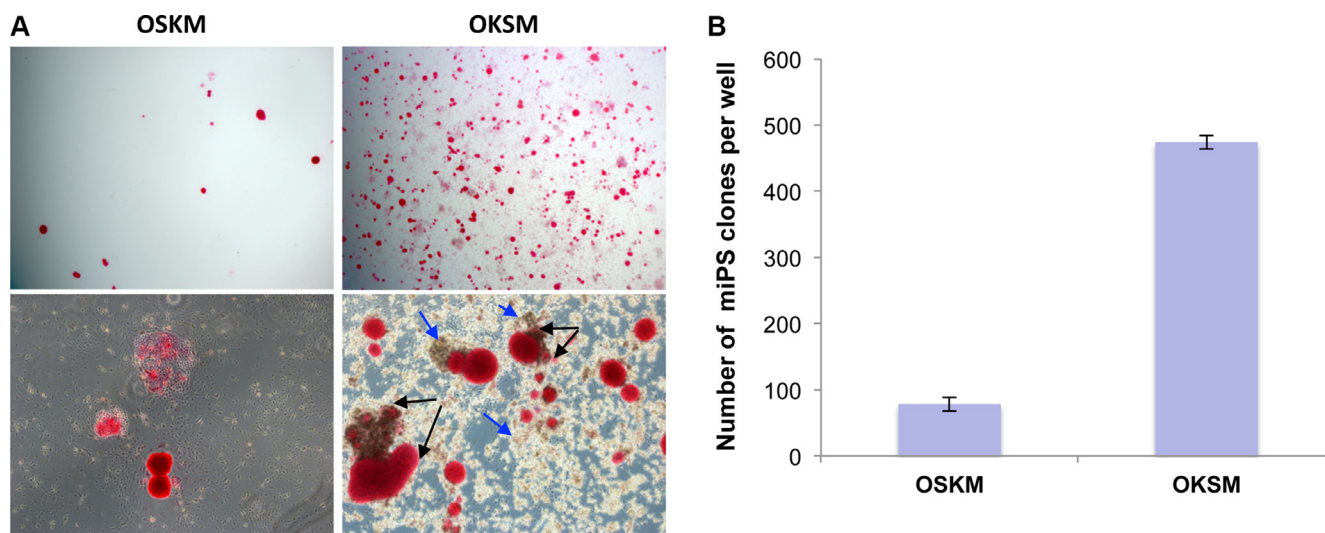 A
OSKM
OKSM
B
Number of miPS clones per well
600
500
400
300
200
100
0
OSKM
OKSM